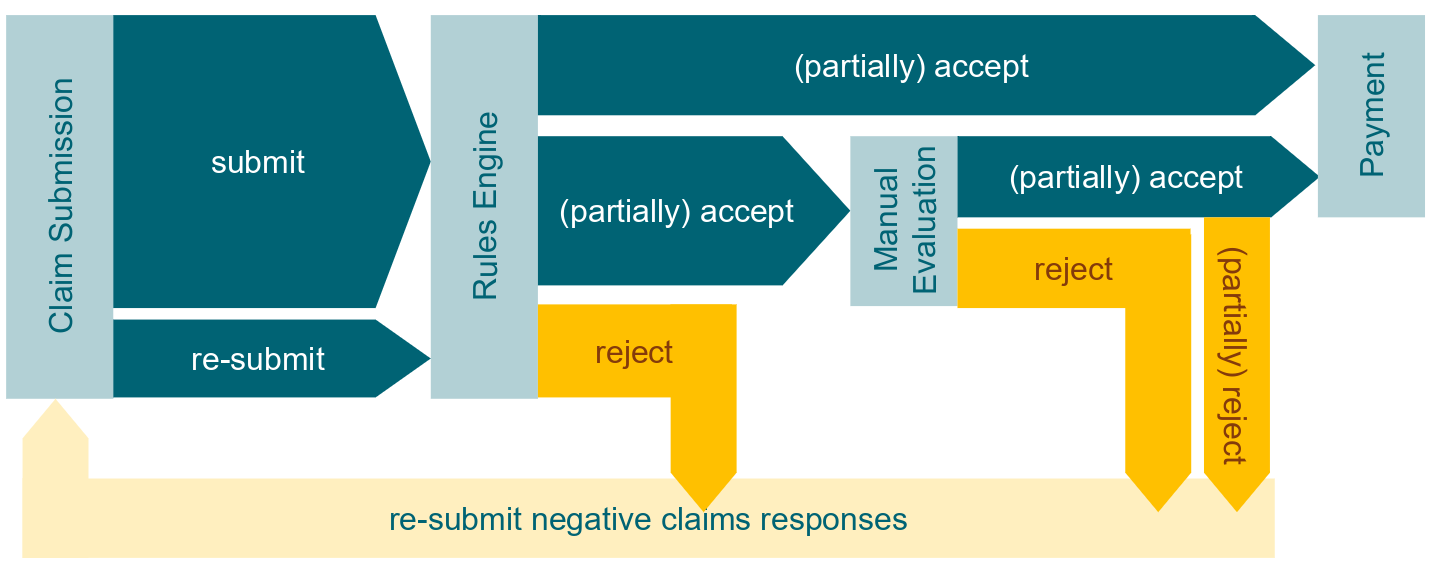 Claim Submission
submit
re-submit
Rules Engine
(partially) accept
(partially) accept
reject
Manual
Evaluation
(partially) accept
reject
(partially) reject
Payment
re-submit negative claims responses